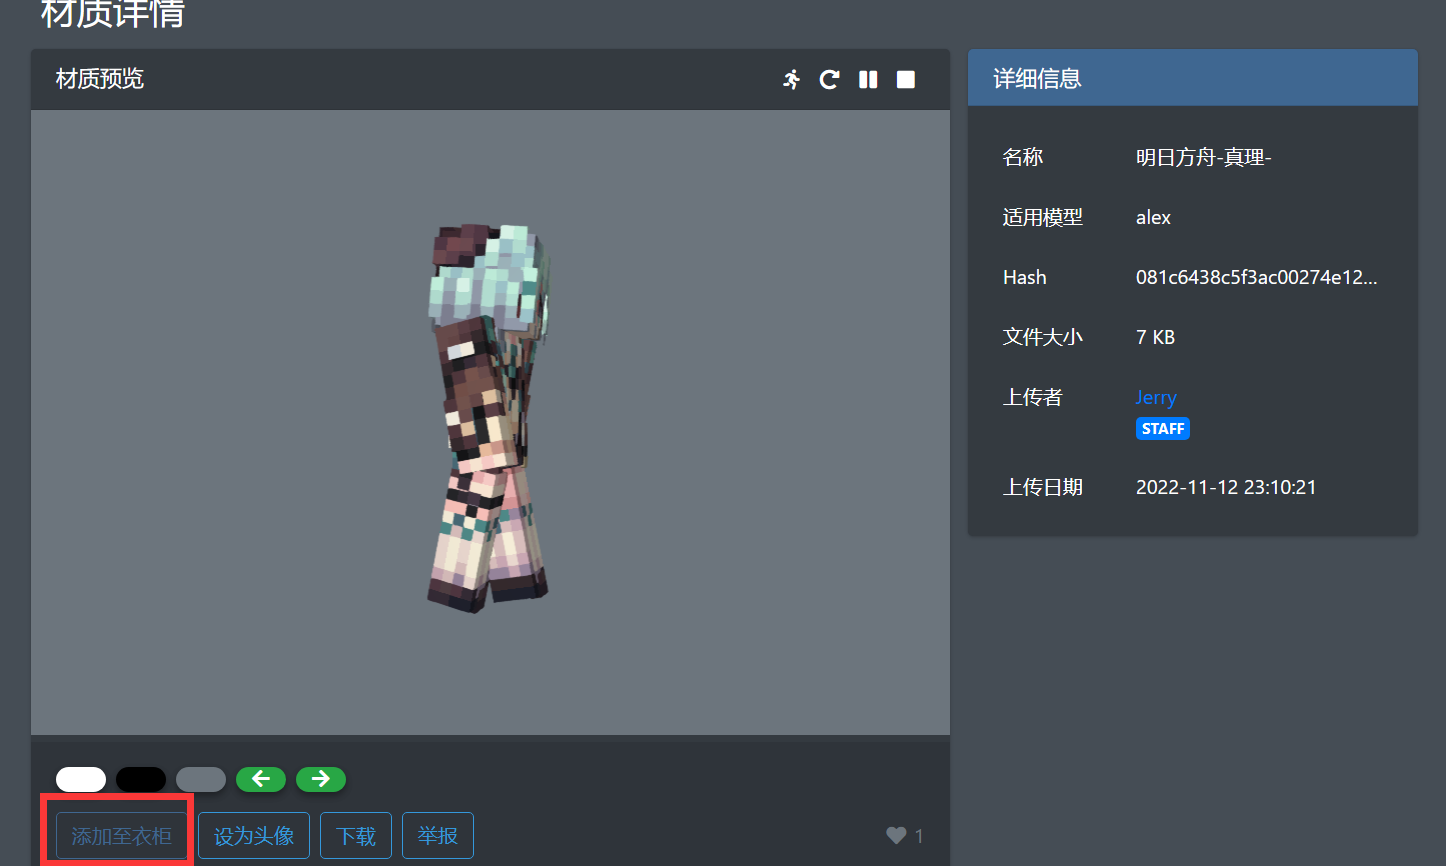 材质详情
材质预览
详细信息
名称 明日方舟-真理-
适用模型 alex
Hash 081c6438c5f3ac00274e12...
文件大小 7 KB
上传者 Jerry
STAFF
上传日期 2022-11-12 23:10:21
添加至衣柜 设为头像 下载 举报 1